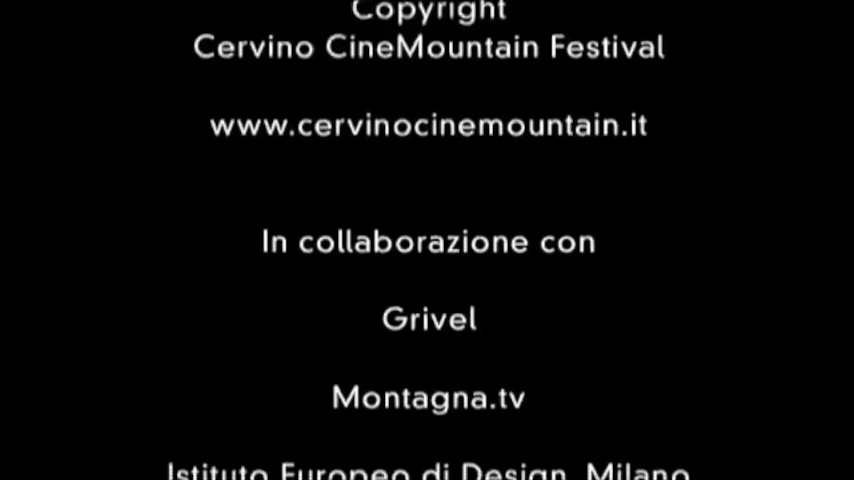 Copyright
Cervino CineMountain Festival
www.cervinocinemountain.it
In collaborazione con
Grivel
Montagna.tv
Istituto Europeo di Design, Milano